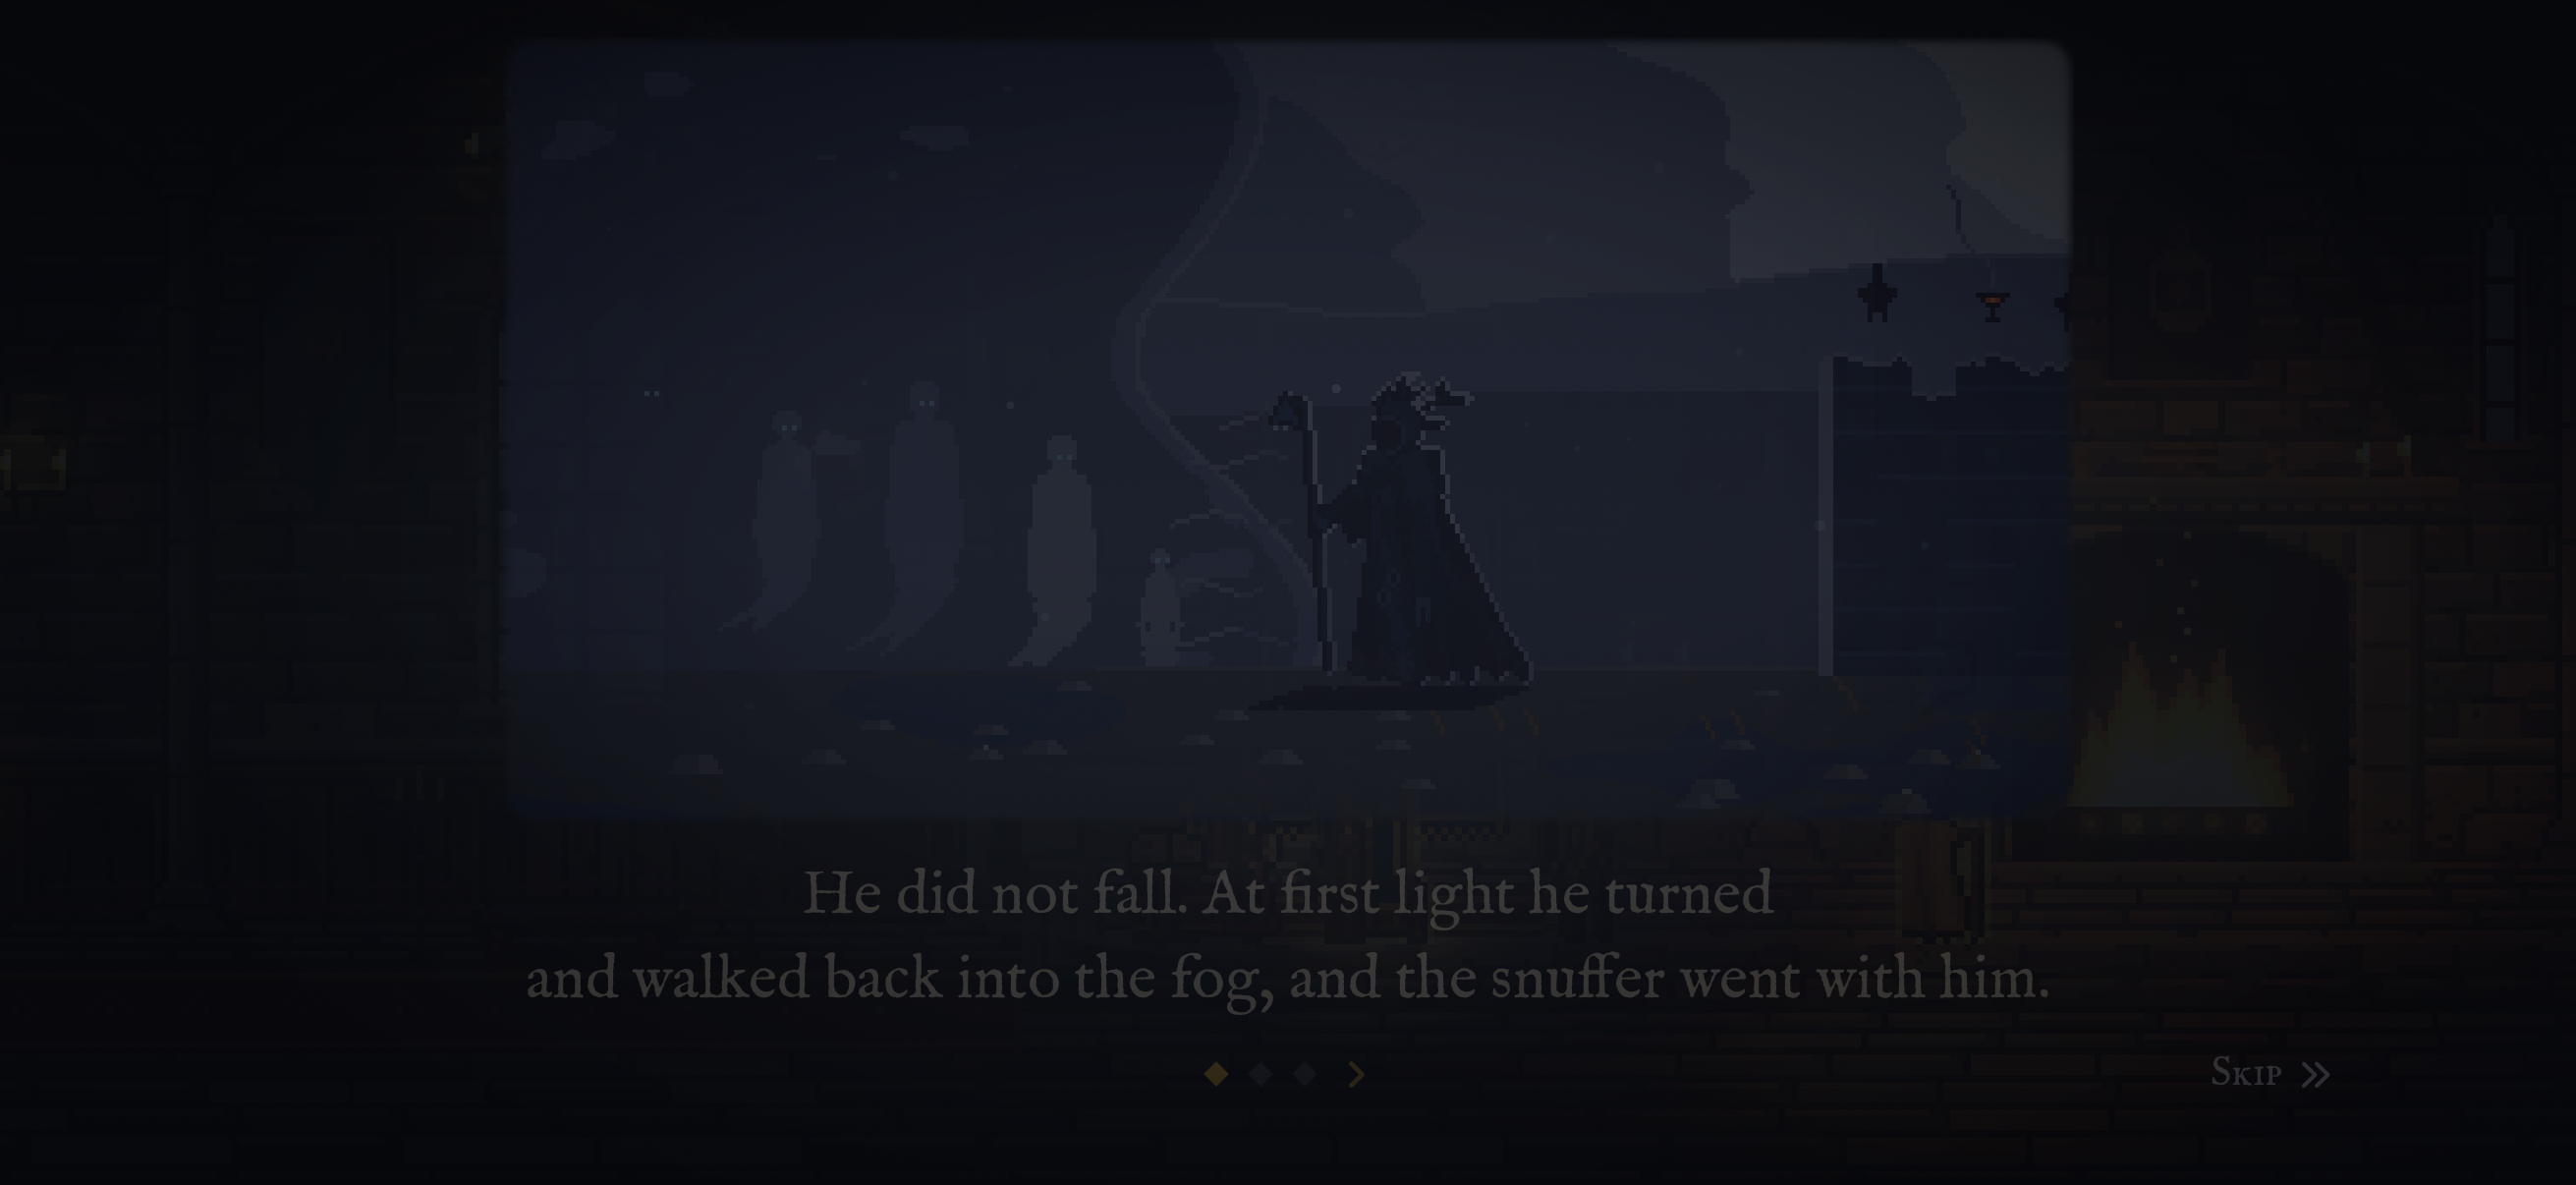 He did not fall. At first light he turned
and walked back into the fog, and the snuffer went with him.
Skip